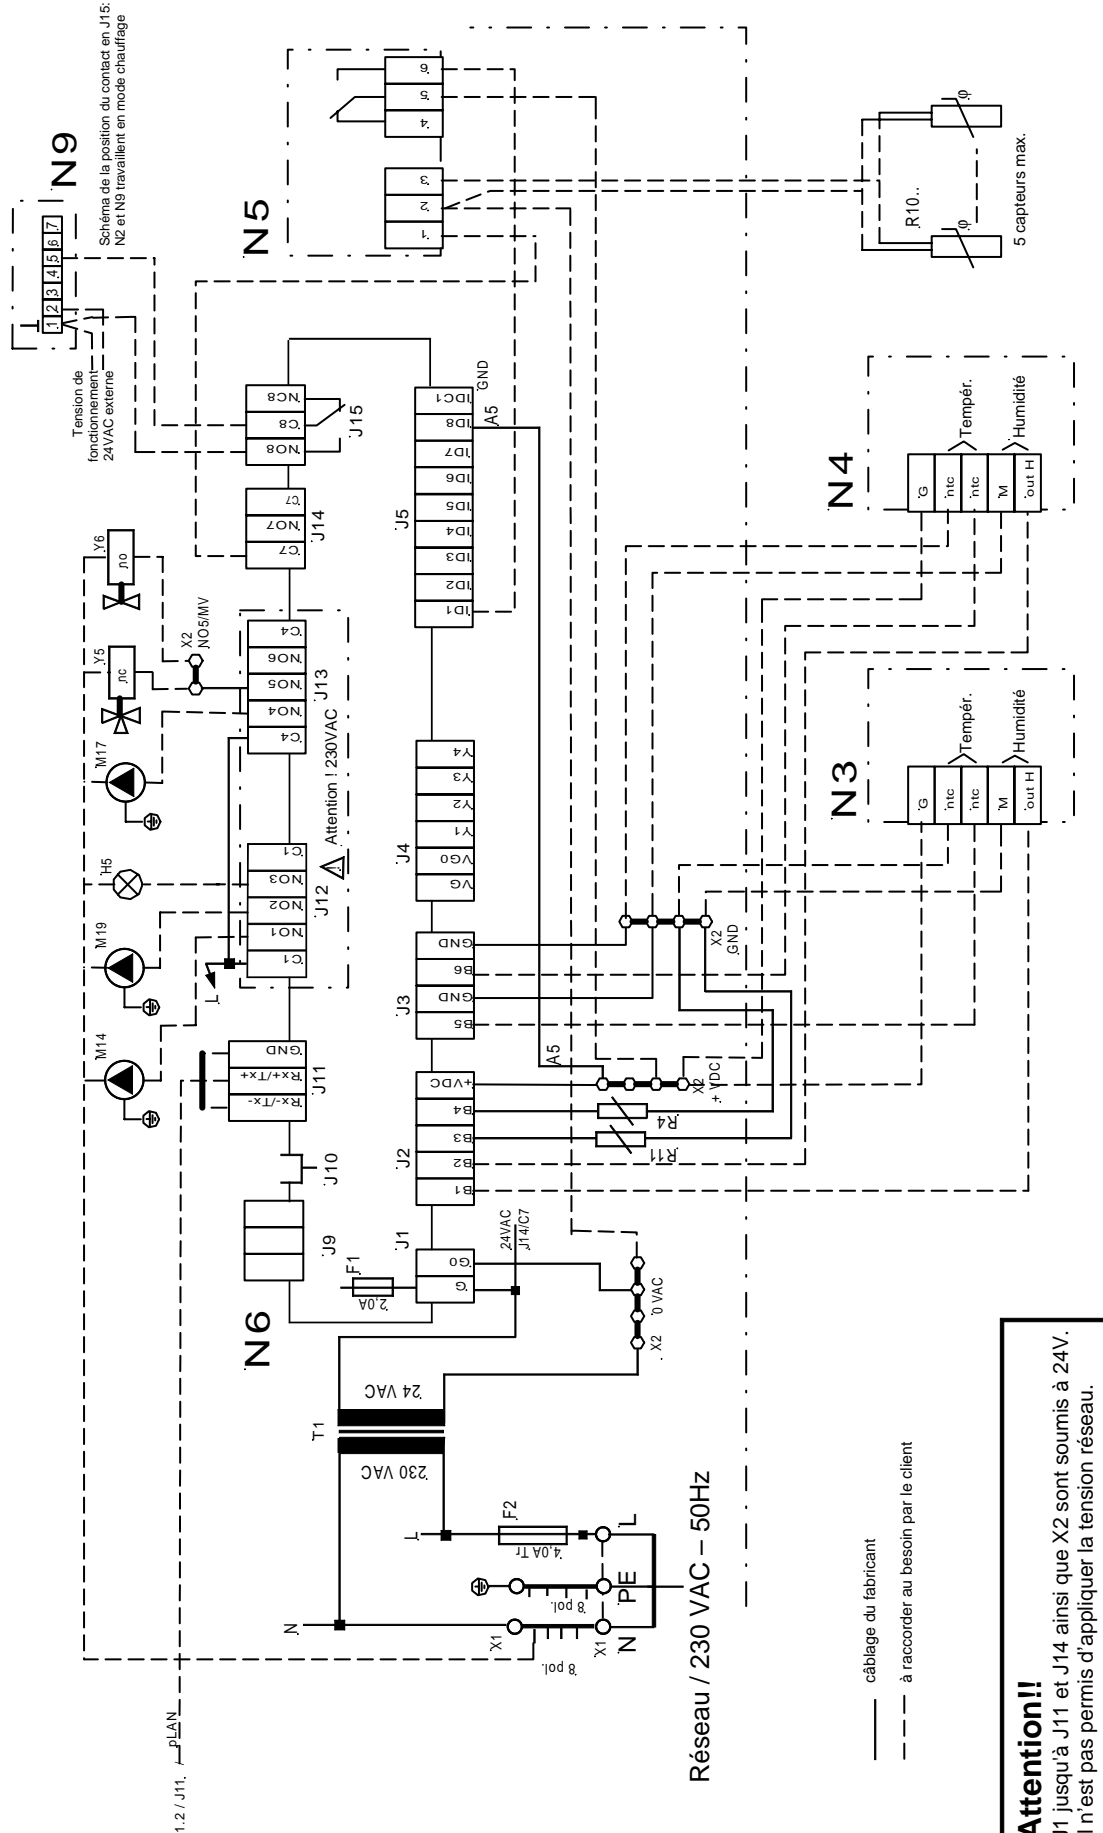 N9
Schéma de la position du contact en J15:
N2 et N9 travaillent en mode chauffage
1 2 3 4 5 6 7
Tension de
fonctionnement
24VAC externe
N5
1 2 3
4 5 6
R10..
φ
φ
5 capteurs max.
Y6
no
Y5
nc
X2
NO5/MV
M17
H5
M19
M14
L
NO8 C8 NC8
J15
C7 NO7 C7
J14
C4 NO4 NO5 NO6 C4
J13
Attention ! 230VAC
C1 NO1 NO2 NO3 C1
J12
Rx-/Tx- Rx+/Tx+ GND
J11
J10
J9
F1
2,0A
N6
G G0
J1
24VAC
J14/C7
B1 B2 B3 B4 +VDC
J2
B5 GND B6 GND
J3
VG VG0 Y1 Y2 Y3 Y4
J4
ID1 ID2 ID3 ID4 ID5 ID6 ID7 ID8 IDC1
J5
GND
A5
A5
R11
R4
X2
+ VDC
X2
GND
X2
0 VAC
N4
G
ntc
ntc
M
out H
Tempér.
Humidité
N3
G
ntc
ntc
M
out H
Tempér.
Humidité
T1
24 VAC
230 VAC
N
L
F2
4,0A Tr
X1
8 pol.
X1
8 pol.
N PE L
Réseau / 230 VAC – 50Hz
1.2 / J11. / pLAN
câblage du fabricant
à raccorder au besoin par le client
Attention!!
J1 jusqu'à J11 et J14 ainsi que X2 sont soumis à 24V.
l n'est pas permis d'appliquer la tension réseau.